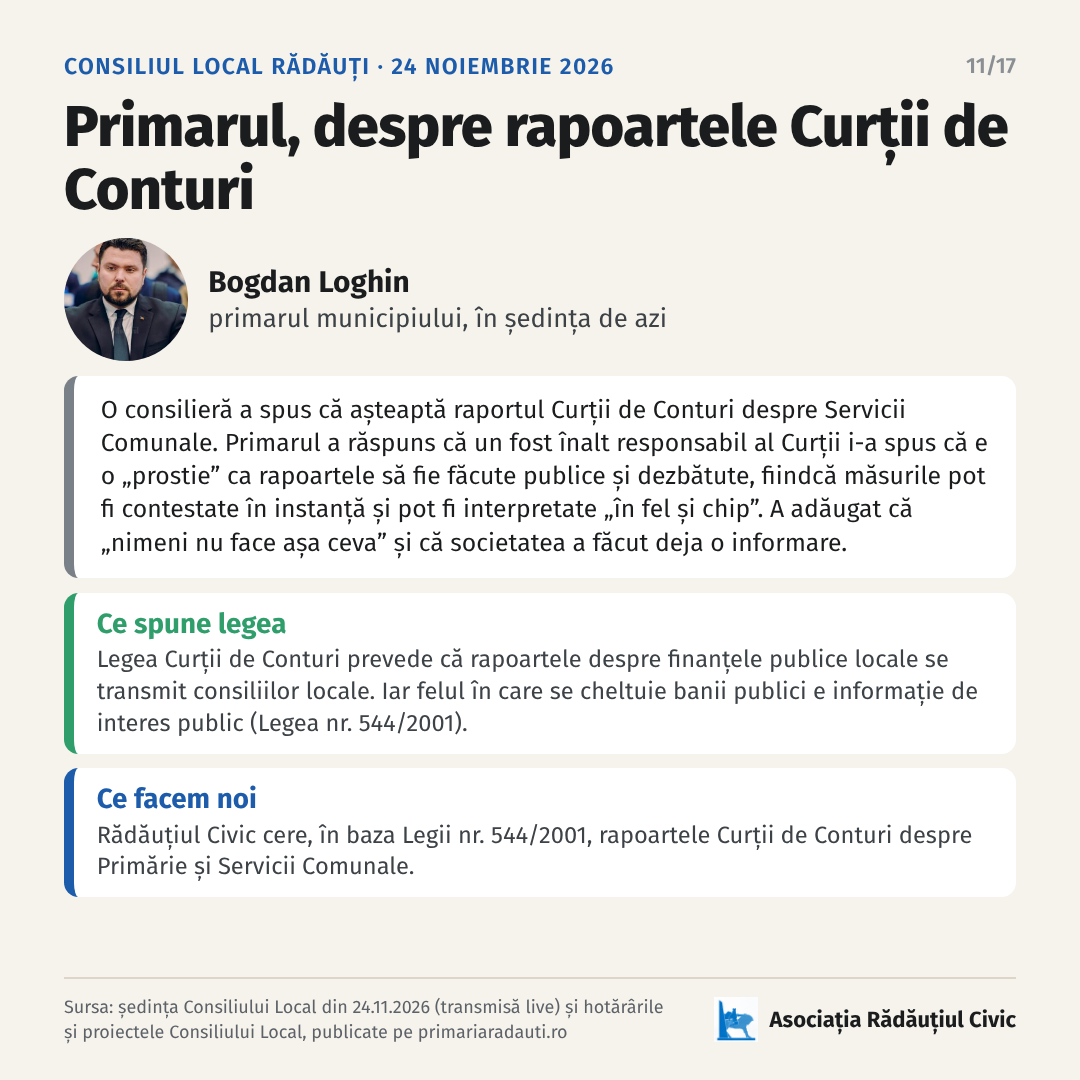 CONSILIUL LOCAL RĂDĂUȚI · 24 NOIEMBRIE 2026
11/17
Primarul, despre rapoartele Curții de
Conturi
Bogdan Loghin
primarul municipiului, în ședința de azi
O consilieră a spus că așteaptă raportul Curții de Conturi despre Servicii
Comunale. Primarul a răspuns că un fost înalt responsabil al Curții i-a spus că e
o „prostie” ca rapoartele să fie făcute publice și dezbătute, fiindcă măsurile pot
fi contestate în instanță și pot fi interpretate „în fel și chip”. A adăugat că
„nimeni nu face așa ceva” și că societatea a făcut deja o informare.
Ce spune legea
Legea Curții de Conturi prevede că rapoartele despre finanțele publice locale se
transmit consiliilor locale. Iar felul în care se cheltuie banii publici e informație de
interes public (Legea nr. 544/2001).
Ce facem noi
Rădăuțiul Civic cere, în baza Legii nr. 544/2001, rapoartele Curții de Conturi despre
Primărie și Servicii Comunale.
Sursa: ședința Consiliului Local din 24.11.2026 (transmisă live) și hotărârile
și proiectele Consiliului Local, publicate pe primariaradauti.ro
Asociația Rădăuțiul Civic